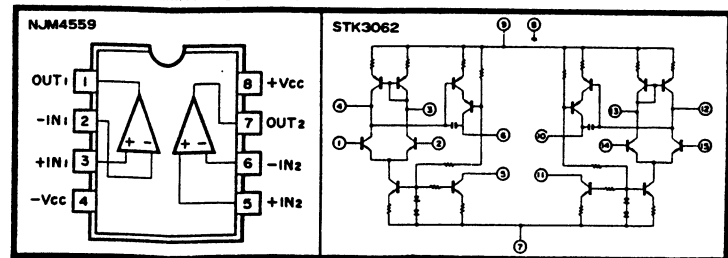 NJM4559
OUT1 1
-IN1 2
+IN1 3
-Vcc 4
8 +Vcc
7 OUT2
6 -IN2
5 +IN2
+ -
+ -
STK3062
9 8
4 3 13 12
1 2 6 10 14 15
5 11
7